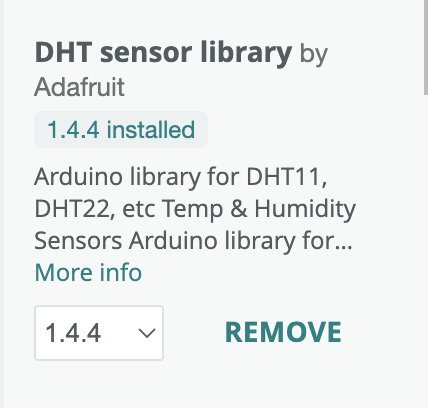 DHT sensor library by
Adafruit
1.4.4 installed
Arduino library for DHT11,
DHT22, etc Temp & Humidity
Sensors Arduino library for...
More info
1.4.4
REMOVE